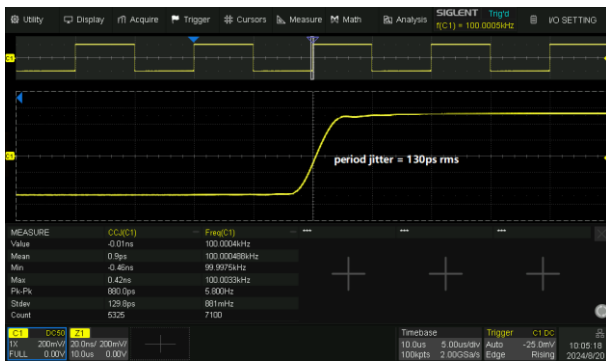 Utility Display Acquire Trigger Cursors Measure Math Analysis SIGLENT Trig'd I/O SETTING
f(C1) = 100.0005kHz
C1
C1
period jitter = 130ps rms
MEASURE CCJ(C1) Freq(C1) *** *** ***
Value -0.01ns 100.0004kHz
Mean 0.9ps 100.000488kHz
Min -0.46ns 99.9975kHz
Max 0.42ns 100.0033kHz
Pk-Pk 880.0ps 5.800Hz
Stdev 129.8ps 881mHz
Count 5325 7100
C1 DC50 Z1 Timebase Trigger C1 DC
1X 200mV/ 20.0ns/ 200mV/ 10.0us 5.00us/div Auto -25.0mV 10:05:18
FULL 0.00V 10.0us 0.00V 100kpts 2.00GSa/s Edge Rising 2024/8/20